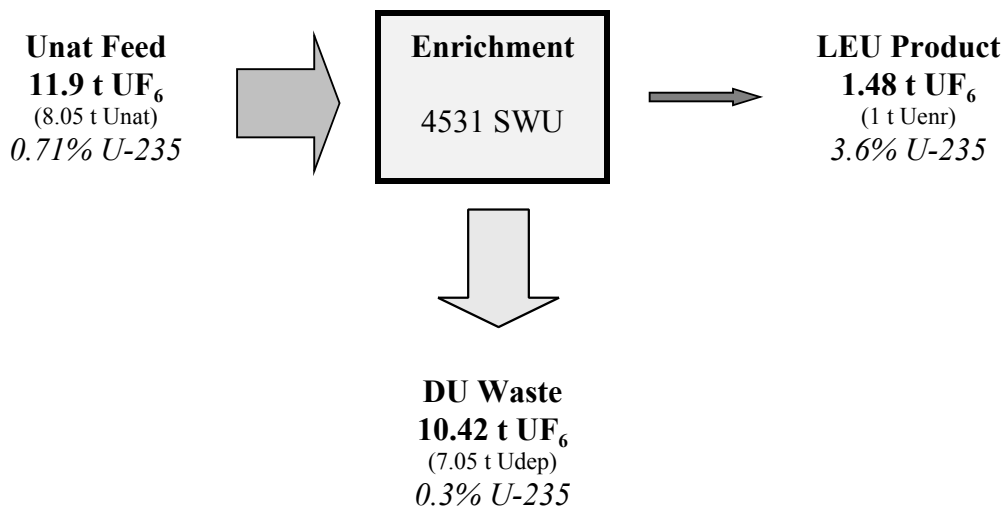 Unat Feed
11.9 t UF₆
(8.05 t Unat)
0.71% U-235
Enrichment
4531 SWU
LEU Product
1.48 t UF₆
(1 t Uenr)
3.6% U-235
DU Waste
10.42 t UF₆
(7.05 t Udep)
0.3% U-235